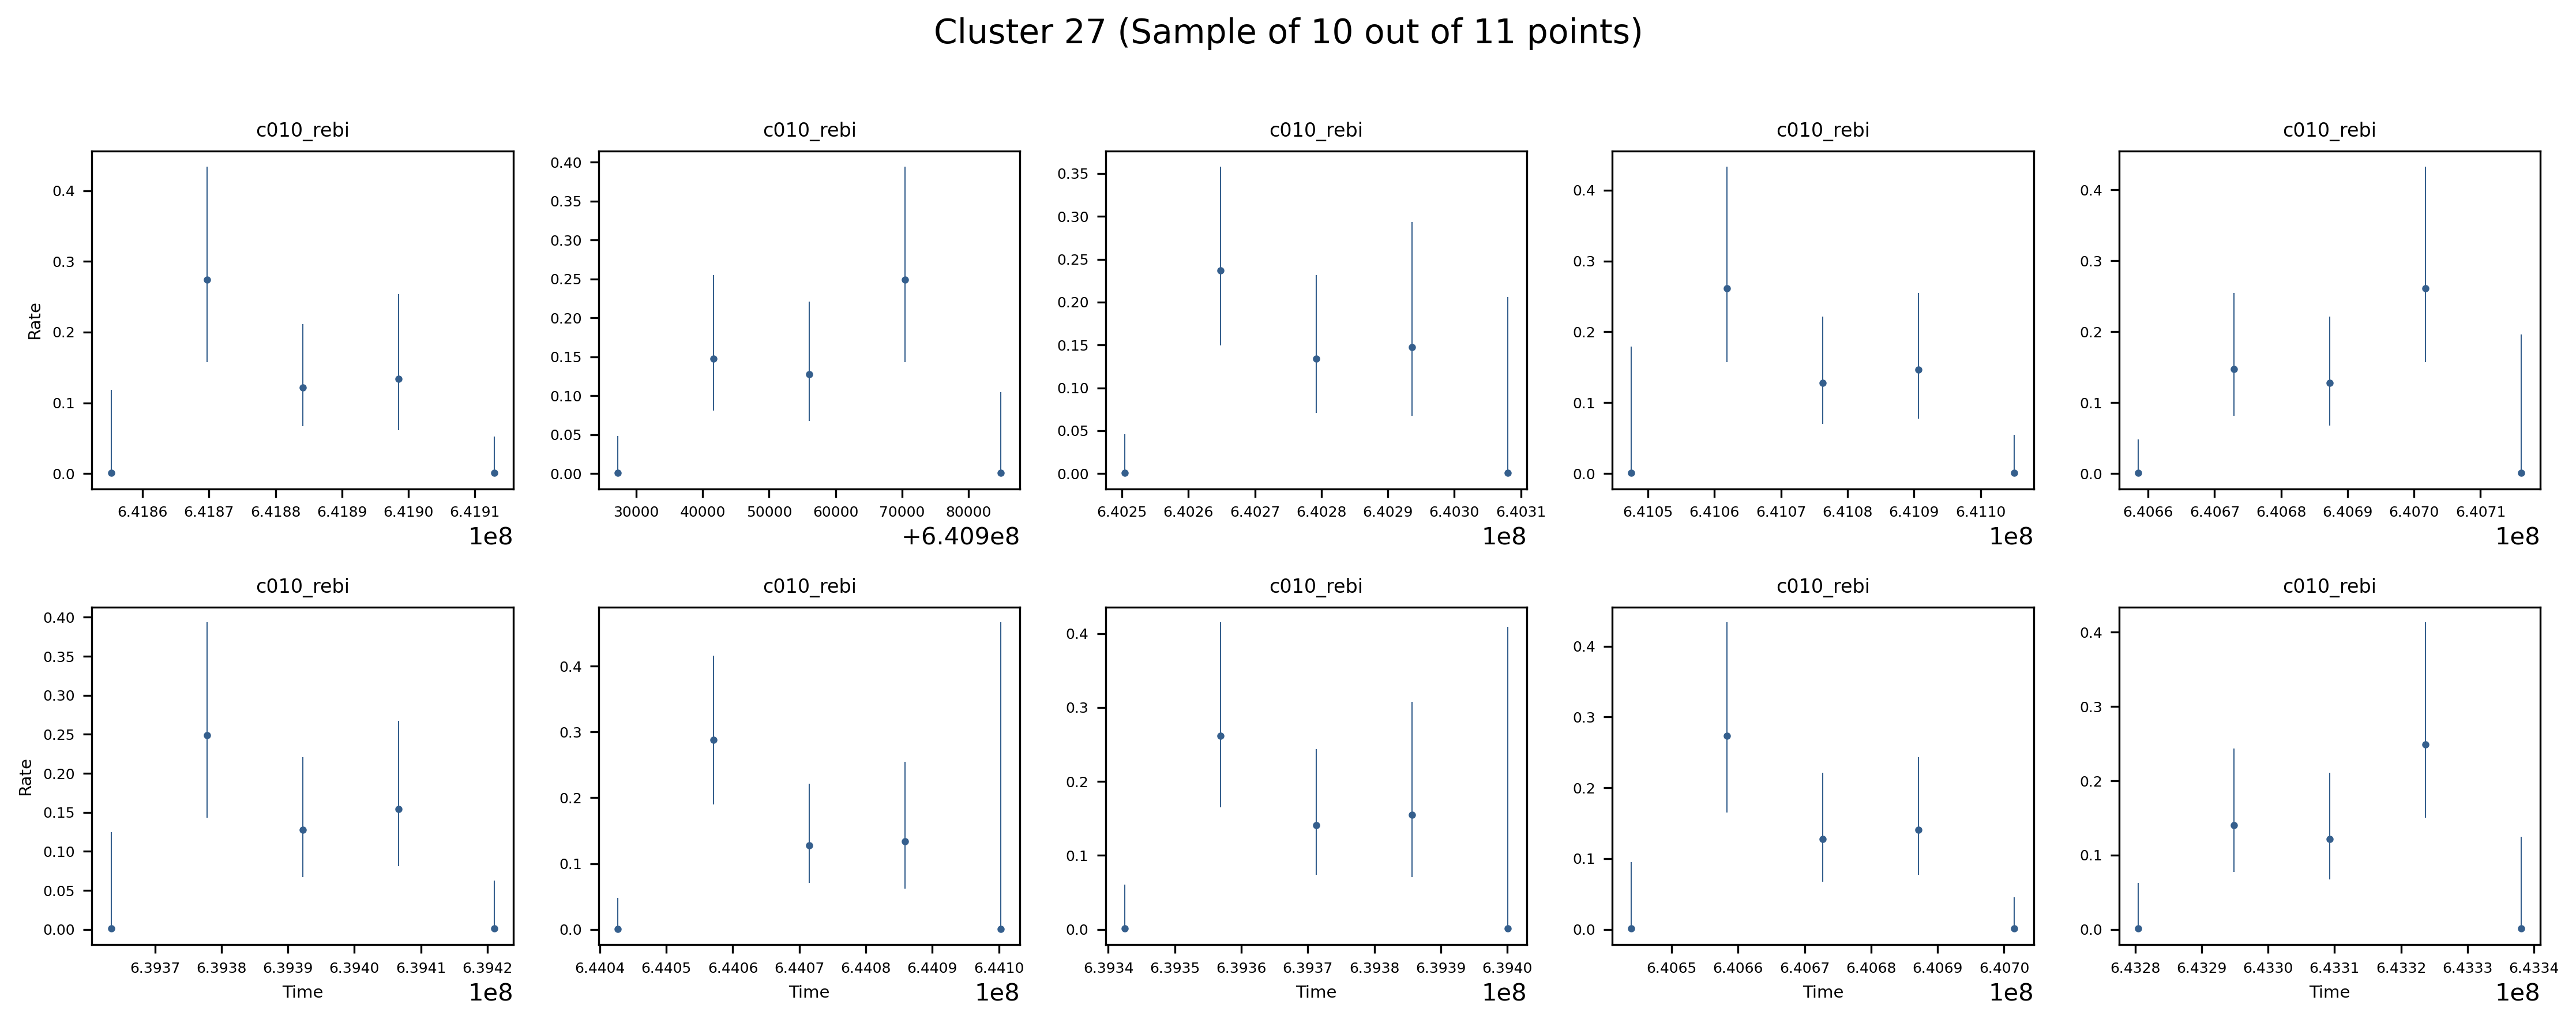 Cluster 27 (Sample of 10 out of 11 points)
c010_rebi c010_rebi c010_rebi c010_rebi c010_rebi
Rate
0.4
0.3
0.2
0.1
0.0
6.4186 6.4187 6.4188 6.4189 6.4190 6.4191
1e8
0.40
0.35
0.30
0.25
0.20
0.15
0.10
0.05
0.00
30000 40000 50000 60000 70000 80000
+6.409e8
0.35
0.30
0.25
0.20
0.15
0.10
0.05
0.00
6.4025 6.4026 6.4027 6.4028 6.4029 6.4030 6.4031
1e8
0.4
0.3
0.2
0.1
0.0
6.4105 6.4106 6.4107 6.4108 6.4109 6.4110
1e8
0.4
0.3
0.2
0.1
0.0
6.4066 6.4067 6.4068 6.4069 6.4070 6.4071
1e8
c010_rebi c010_rebi c010_rebi c010_rebi c010_rebi
Rate
0.40
0.35
0.30
0.25
0.20
0.15
0.10
0.05
0.00
6.3937 6.3938 6.3939 6.3940 6.3941 6.3942
Time 1e8
0.4
0.3
0.2
0.1
0.0
6.4404 6.4405 6.4406 6.4407 6.4408 6.4409 6.4410
Time 1e8
0.4
0.3
0.2
0.1
0.0
6.3934 6.3935 6.3936 6.3937 6.3938 6.3939 6.3940
Time 1e8
0.4
0.3
0.2
0.1
0.0
6.4065 6.4066 6.4067 6.4068 6.4069 6.4070
Time 1e8
0.4
0.3
0.2
0.1
0.0
6.4328 6.4329 6.4330 6.4331 6.4332 6.4333 6.4334
Time 1e8